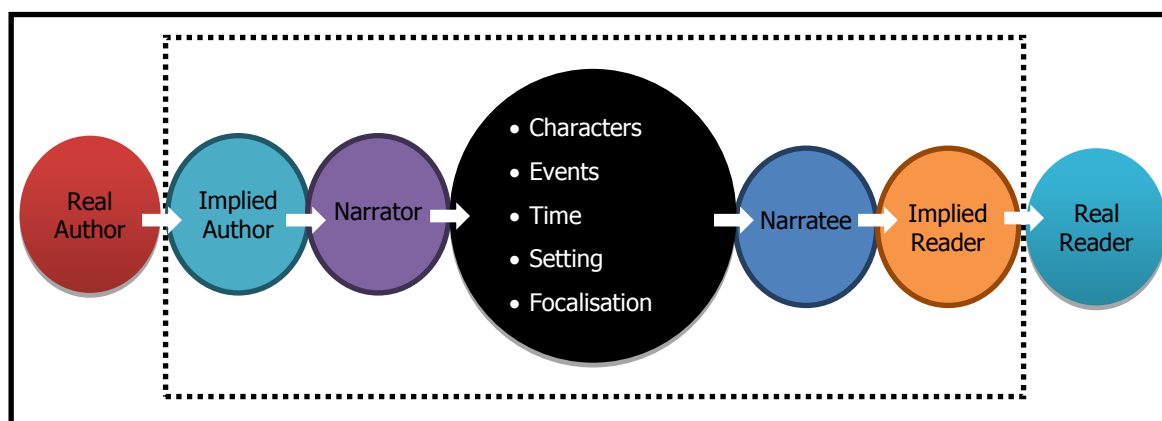 Real
Author
Implied
Author
Narrator
• Characters
• Events
• Time
• Setting
• Focalisation
Narratee
Implied
Reader
Real
Reader